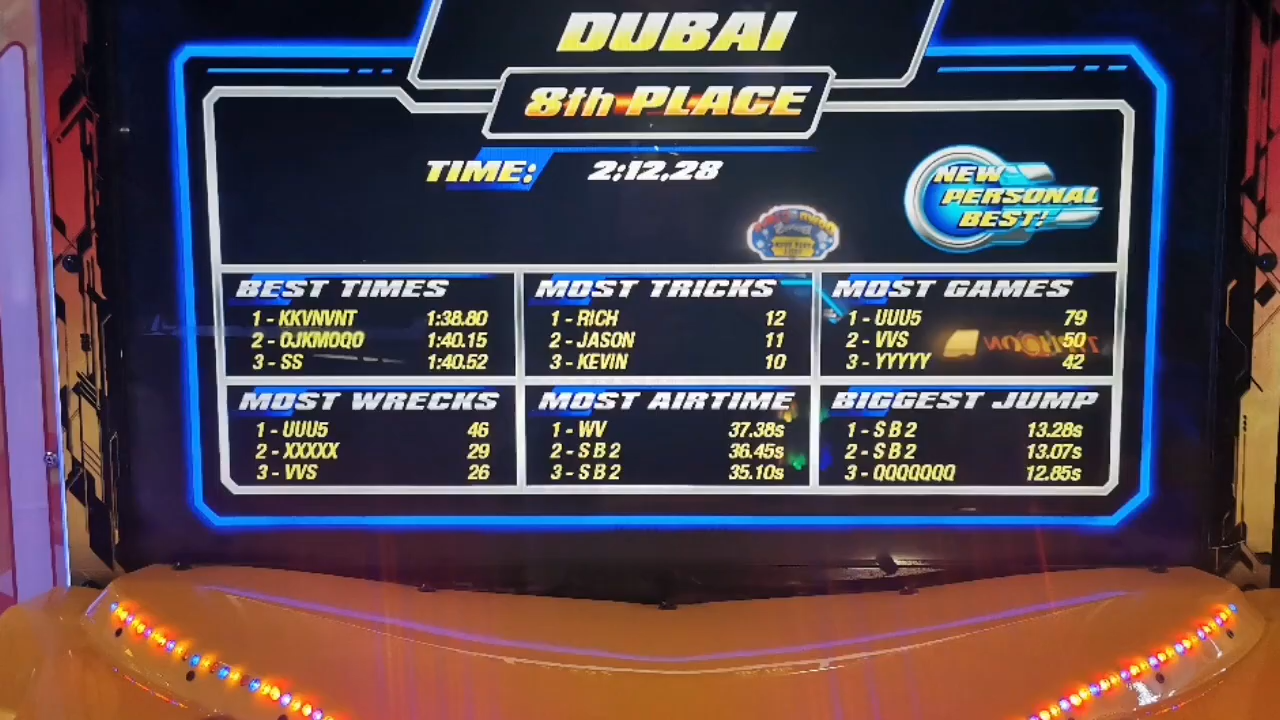 DUBAI
8th PLACE
TIME: 2:12.28
NEW
PERSONAL
BEST!
BEST TIMES
1 - KKVNVNT 1:38.80
2 - OJKMOQO 1:40.15
3 - SS 1:40.52
MOST TRICKS
1 - RICH 12
2 - JASON 11
3 - KEVIN 10
MOST GAMES
1 - UUU5 79
2 - VVS 50
3 - YYYYY 42
MOST WRECKS
1 - UUU5 46
2 - XXXXX 29
3 - VVS 26
MOST AIRTIME
1 - WV 37.38s
2 - S B 2 36.45s
3 - S B 2 35.10s
BIGGEST JUMP
1 - S B 2 13.28s
2 - S B 2 13.07s
3 - QQQQQQQ 12.85s